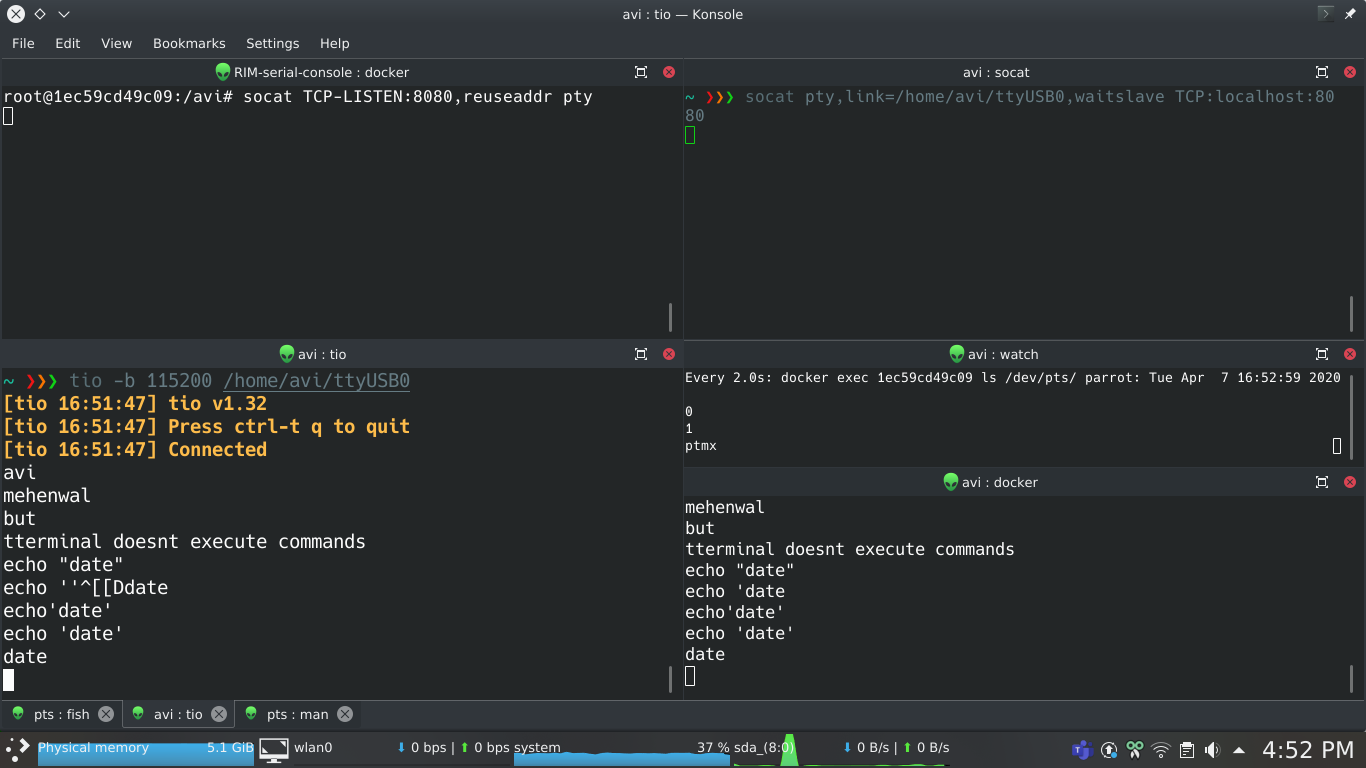 avi : tio — Konsole
File Edit View Bookmarks Settings Help
RIM-serial-console : docker
root@1ec59cd49c09:/avi# socat TCP-LISTEN:8080,reuseaddr pty
avi : socat
~ ❯❯❯ socat pty,link=/home/avi/ttyUSB0,waitslave TCP:localhost:80
80
avi : tio
~ ❯❯❯ tio -b 115200 /home/avi/ttyUSB0
[tio 16:51:47] tio v1.32
[tio 16:51:47] Press ctrl-t q to quit
[tio 16:51:47] Connected
avi
mehenwal
but
tterminal doesnt execute commands
echo "date"
echo ''^[[Ddate
echo'date'
echo 'date'
date
avi : watch
Every 2.0s: docker exec 1ec59cd49c09 ls /dev/pts/ parrot: Tue Apr  7 16:52:59 2020
0
1
ptmx
avi : docker
mehenwal
but
tterminal doesnt execute commands
echo "date"
echo 'date
echo'date'
echo 'date'
date
pts : fish avi : tio pts : man
Physical memory 5.1 GiB wlan0 0 bps | 0 bps system 37 % sda_(8:0) 0 B/s | 0 B/s 4:52 PM